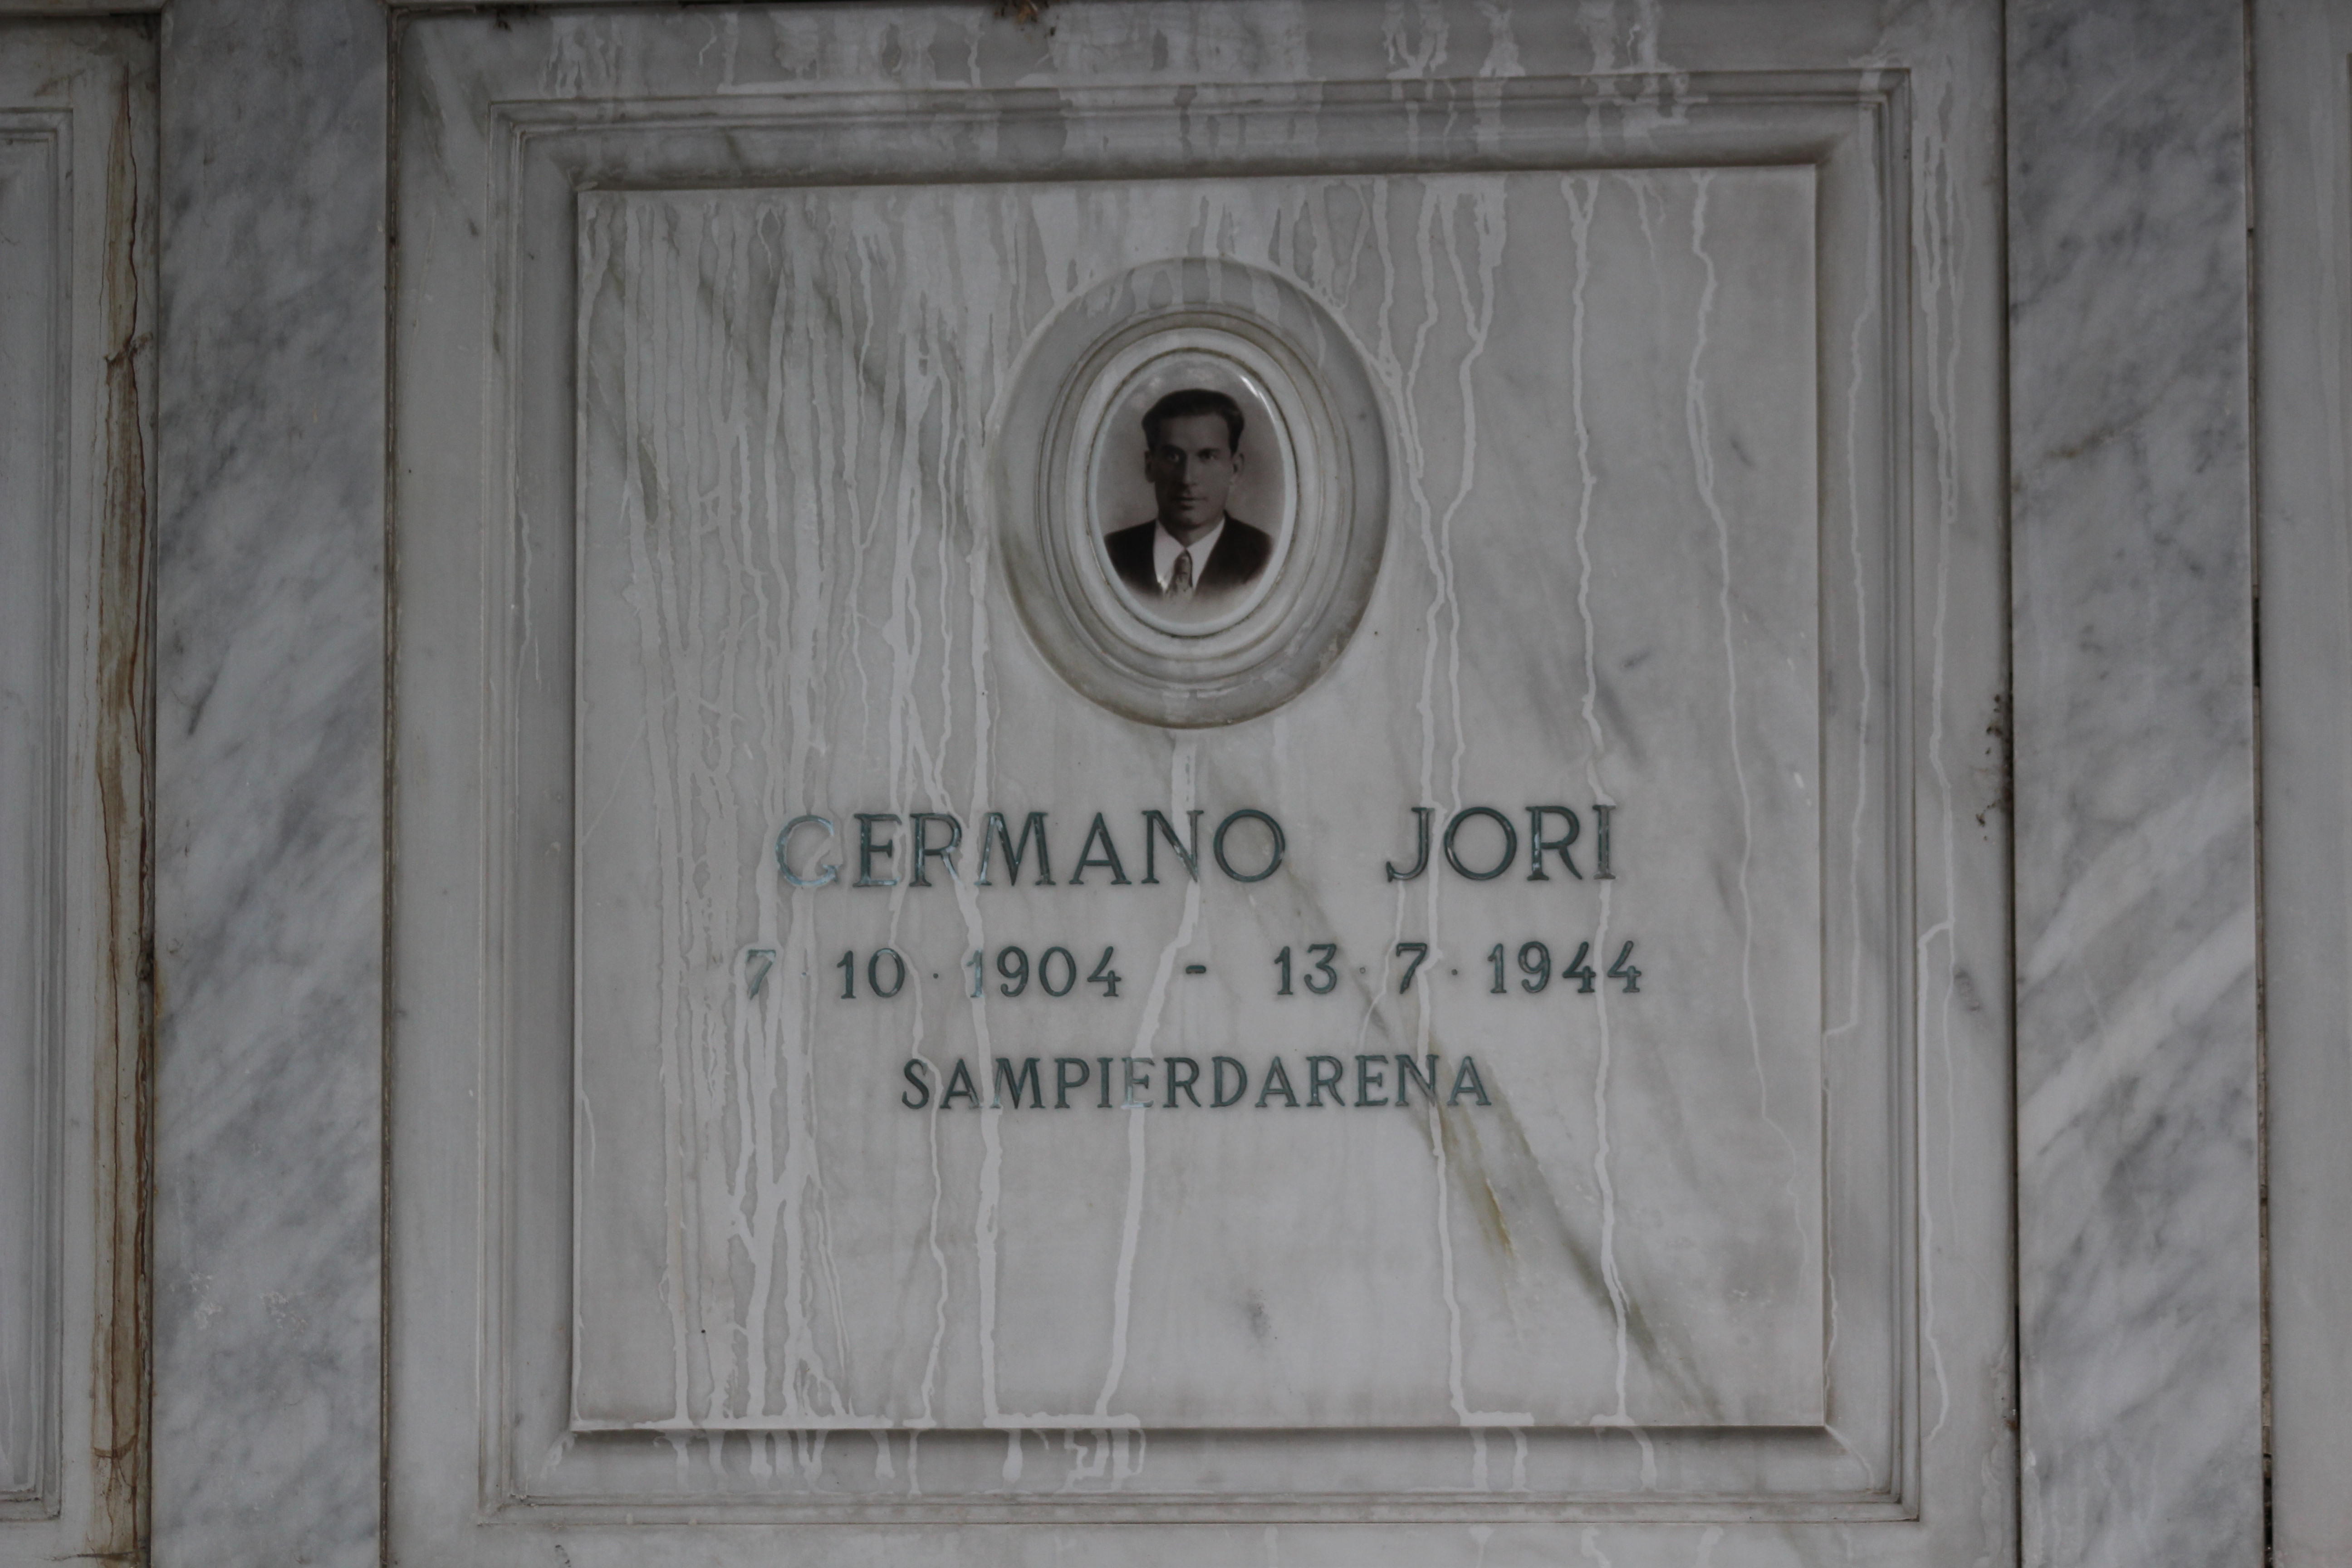 GERMANO JORI
7 10 · 1904 - 13 · 7 · 1944
SAMPIERDARENA